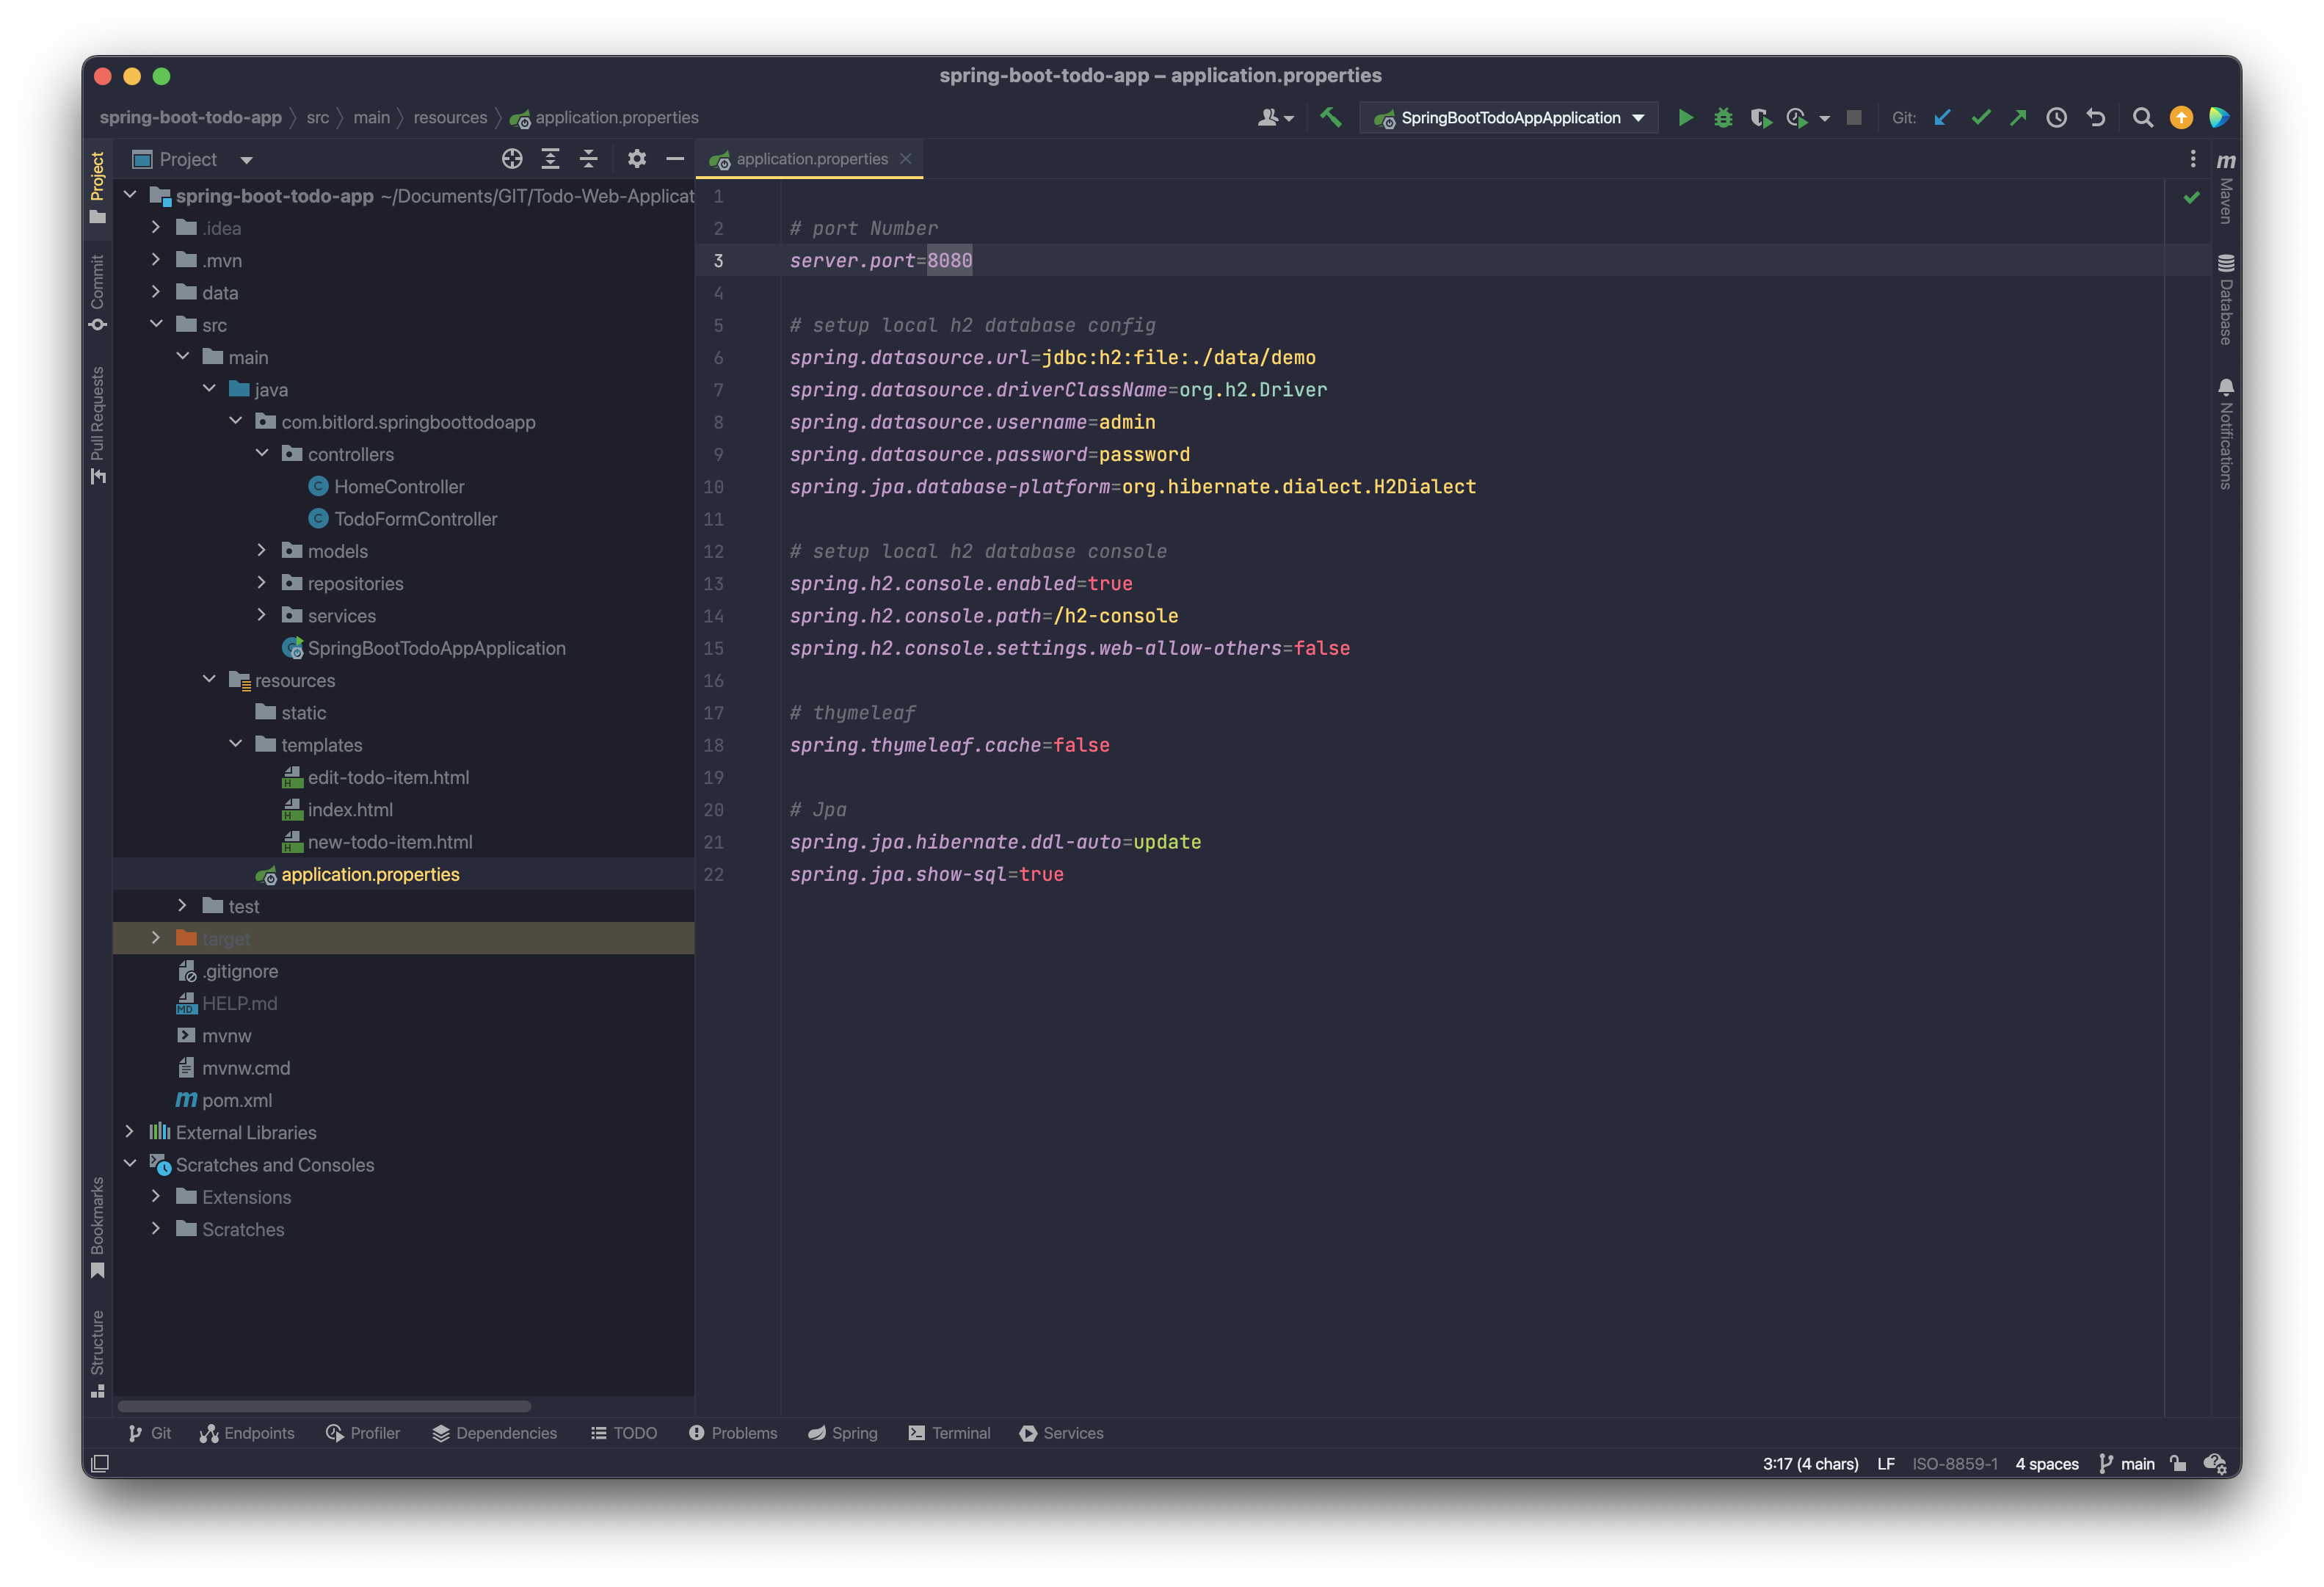 spring-boot-todo-app – application.properties
spring-boot-todo-app src main resources application.properties
SpringBootTodoAppApplication
Git:
Project
application.properties
Project
Commit
Pull Requests
Bookmarks
Structure
spring-boot-todo-app ~/Documents/GIT/Todo-Web-Applicat
.idea
.mvn
data
src
main
java
com.bitlord.springboottodoapp
controllers
C HomeController
C TodoFormController
models
repositories
services
SpringBootTodoAppApplication
resources
static
templates
H edit-todo-item.html
H index.html
H new-todo-item.html
application.properties
test
target
.gitignore
MD HELP.md
mvnw
mvnw.cmd
m pom.xml
External Libraries
Scratches and Consoles
Extensions
Scratches
1
2 # port Number
3 server.port=8080
4
5 # setup local h2 database config
6 spring.datasource.url=jdbc:h2:file:./data/demo
7 spring.datasource.driverClassName=org.h2.Driver
8 spring.datasource.username=admin
9 spring.datasource.password=password
10 spring.jpa.database-platform=org.hibernate.dialect.H2Dialect
11
12 # setup local h2 database console
13 spring.h2.console.enabled=true
14 spring.h2.console.path=/h2-console
15 spring.h2.console.settings.web-allow-others=false
16
17 # thymeleaf
18 spring.thymeleaf.cache=false
19
20 # Jpa
21 spring.jpa.hibernate.ddl-auto=update
22 spring.jpa.show-sql=true
m
Maven
Database
Notifications
Git Endpoints Profiler Dependencies TODO Problems Spring Terminal Services
3:17 (4 chars) LF ISO-8859-1 4 spaces main